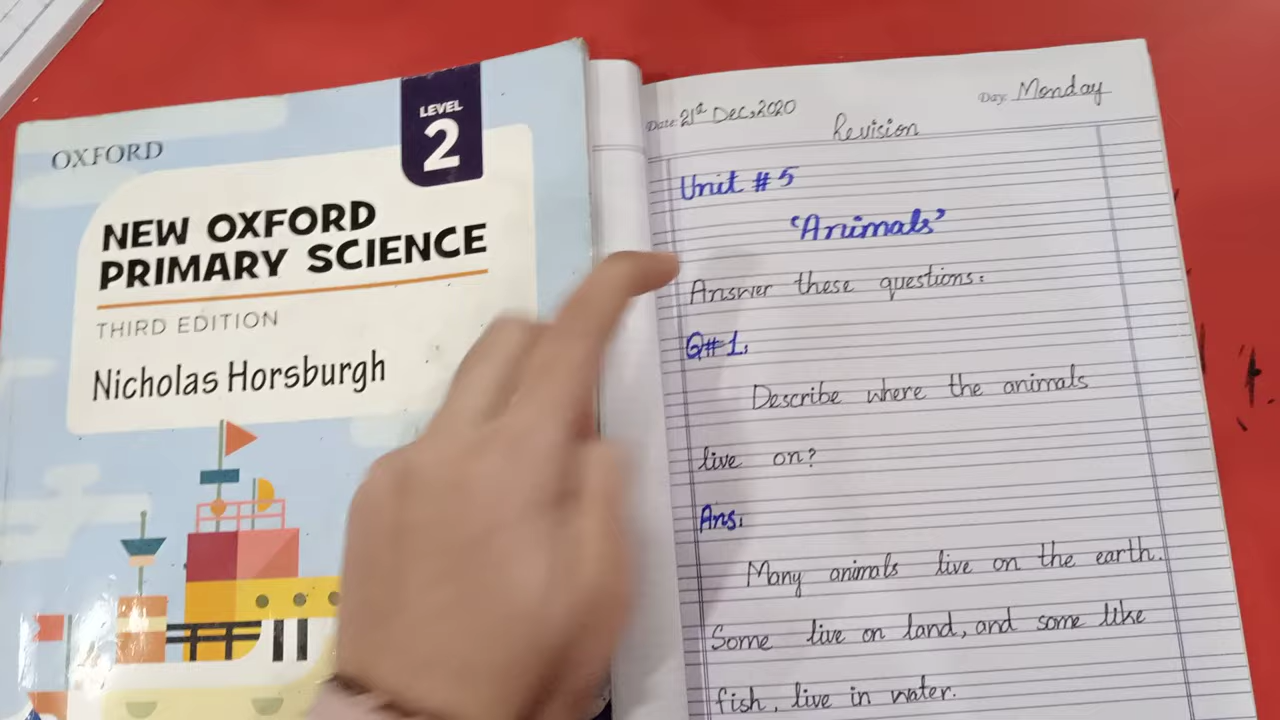 OXFORD
LEVEL
2
NEW OXFORD
PRIMARY SCIENCE
THIRD EDITION
Nicholas Horsburgh
Date: 21st Dec, 2020
Day: Monday
Revision
Unit # 5
'Animals'
Answer these questions:
Q# 1.
Describe where the animals
live on?
Ans.
Many animals live on the earth.
Some live on land, and some like
fish, live in water.